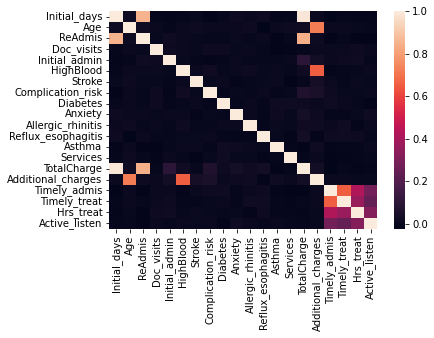 Initial_days
Age
ReAdmis
Doc_visits
Initial_admin
HighBlood
Stroke
Complication_risk
Diabetes
Anxiety
Allergic_rhinitis
Reflux_esophagitis
Asthma
Services
TotalCharge
Additional_charges
Timely_admis
Timely_treat
Hrs_treat
Active_listen
Initial_days
Age
ReAdmis
Doc_visits
Initial_admin
HighBlood
Stroke
Complication_risk
Diabetes
Anxiety
Allergic_rhinitis
Reflux_esophagitis
Asthma
Services
TotalCharge
Additional_charges
Timely_admis
Timely_treat
Hrs_treat
Active_listen
1.0
0.8
0.6
0.4
0.2
0.0